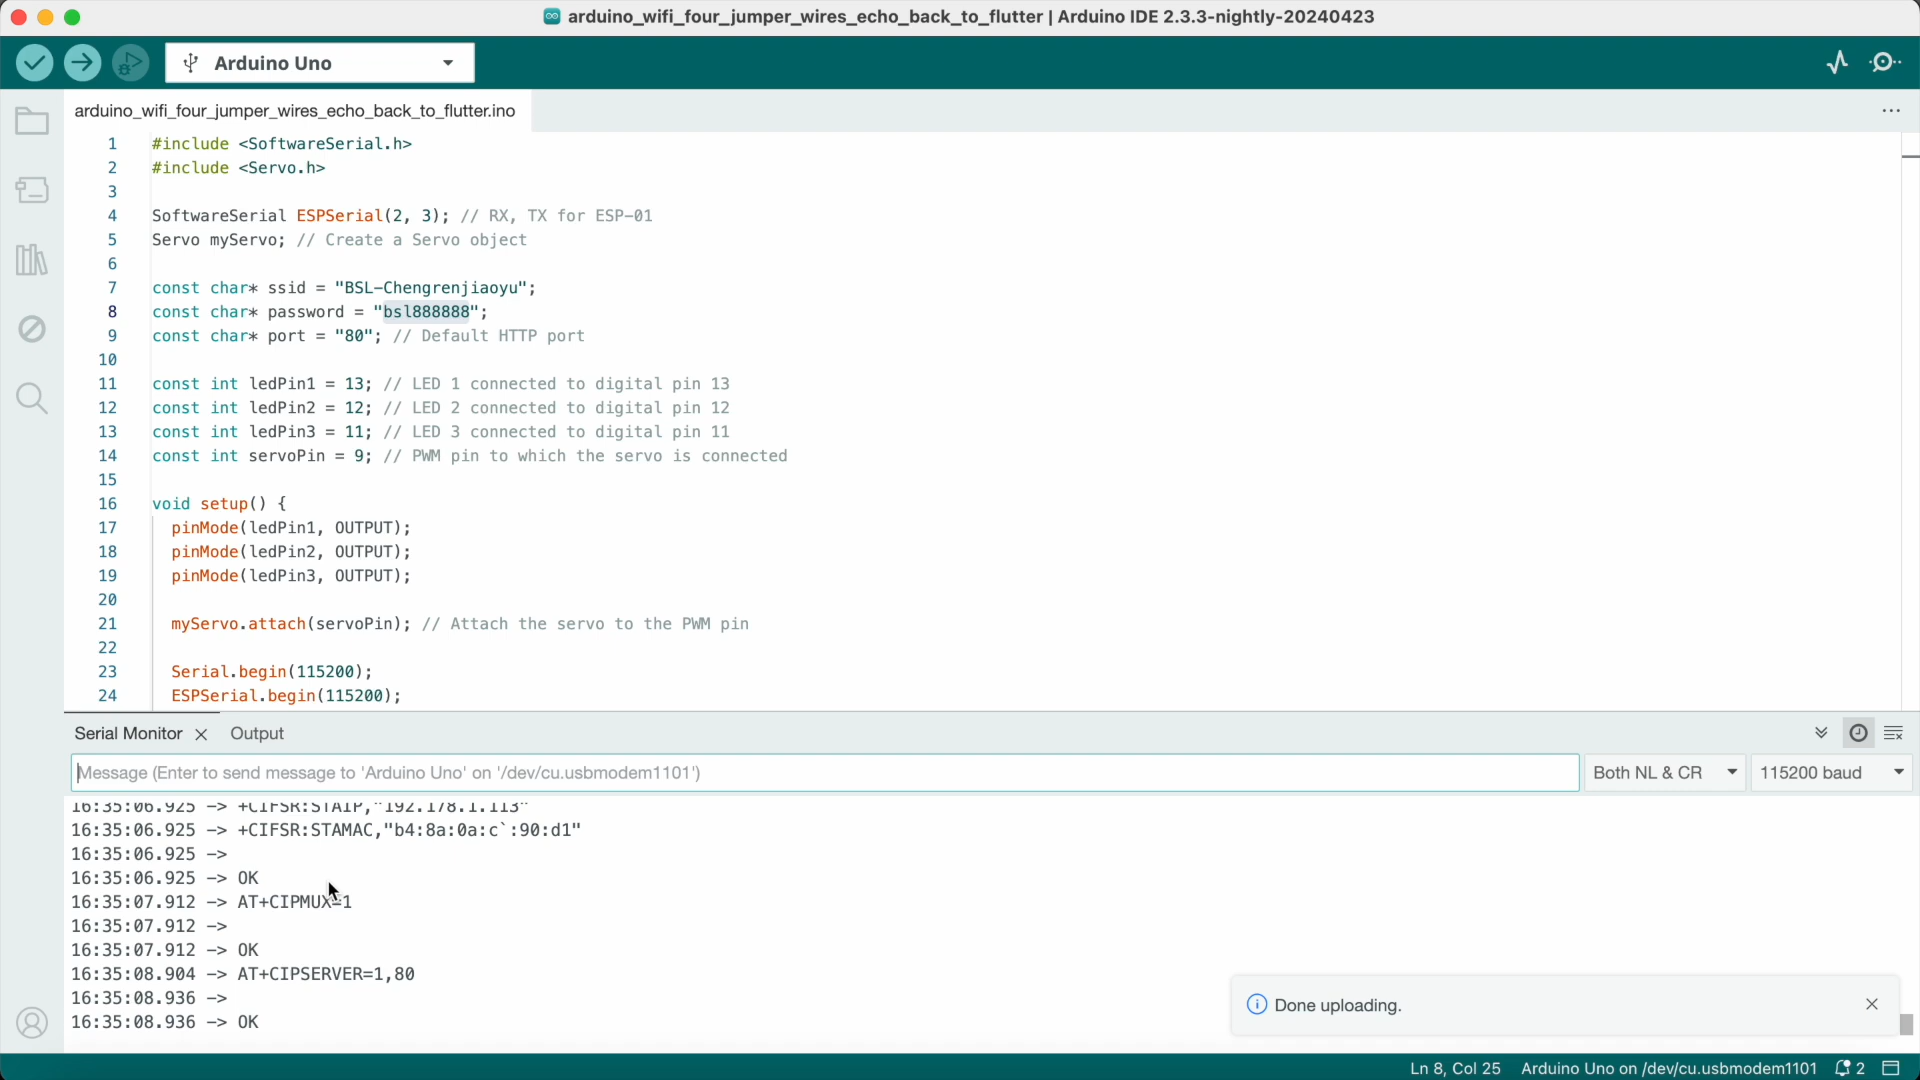 arduino_wifi_four_jumper_wires_echo_back_to_flutter | Arduino IDE 2.3.3-nightly-20240423
Arduino Uno
arduino_wifi_four_jumper_wires_echo_back_to_flutter.ino
1 #include <SoftwareSerial.h>
2 #include <Servo.h>
3
4 SoftwareSerial ESPSerial(2, 3); // RX, TX for ESP-01
5 Servo myServo; // Create a Servo object
6
7 const char* ssid = "BSL-Chengrenjiaoyu";
8 const char* password = "bsl888888";
9 const char* port = "80"; // Default HTTP port
10
11 const int ledPin1 = 13; // LED 1 connected to digital pin 13
12 const int ledPin2 = 12; // LED 2 connected to digital pin 12
13 const int ledPin3 = 11; // LED 3 connected to digital pin 11
14 const int servoPin = 9; // PWM pin to which the servo is connected
15
16 void setup() {
17 pinMode(ledPin1, OUTPUT);
18 pinMode(ledPin2, OUTPUT);
19 pinMode(ledPin3, OUTPUT);
20
21 myServo.attach(servoPin); // Attach the servo to the PWM pin
22
23 Serial.begin(115200);
24 ESPSerial.begin(115200);
Serial Monitor Output
Message (Enter to send message to 'Arduino Uno' on '/dev/cu.usbmodem1101') Both NL & CR 115200 baud
16:35:06.925 -> +CIFSR:STAIP,"192.178.1.113"
16:35:06.925 -> +CIFSR:STAMAC,"b4:8a:0a:c`:90:d1"
16:35:06.925 ->
16:35:06.925 -> OK
16:35:07.912 -> AT+CIPMUX=1
16:35:07.912 ->
16:35:07.912 -> OK
16:35:08.904 -> AT+CIPSERVER=1,80
16:35:08.936 ->
16:35:08.936 -> OK
Done uploading.
Ln 8, Col 25 Arduino Uno on /dev/cu.usbmodem1101 2